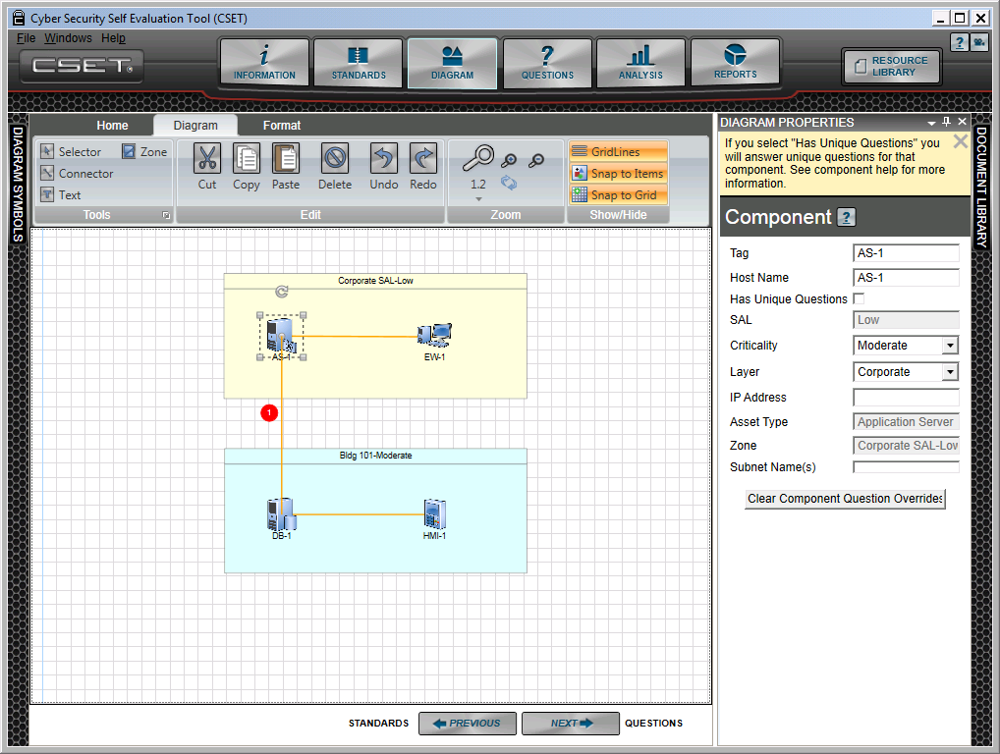 Cyber Security Self Evaluation Tool (CSET)
File Windows Help
CSET
INFORMATION
STANDARDS
DIAGRAM
QUESTIONS
ANALYSIS
REPORTS
RESOURCE LIBRARY
DIAGRAM SYMBOLS
Home Diagram Format
Selector Zone
Connector
Text
Tools
Cut Copy Paste Delete Undo Redo
Edit
1.2
Zoom
GridLines
Snap to Items
Snap to Grid
Show/Hide
Corporate SAL-Low
AS-1
EW-1
1
Bldg 101-Moderate
DB-1
HMI-1
STANDARDS PREVIOUS NEXT QUESTIONS
DIAGRAM PROPERTIES
If you select "Has Unique Questions" you
will answer unique questions for that
component. See component help for more
information.
Component ?
Tag AS-1
Host Name AS-1
Has Unique Questions
SAL Low
Criticality Moderate
Layer Corporate
IP Address
Asset Type Application Server
Zone Corporate SAL-Low
Subnet Name(s)
Clear Component Question Overrides
DOCUMENT LIBRARY